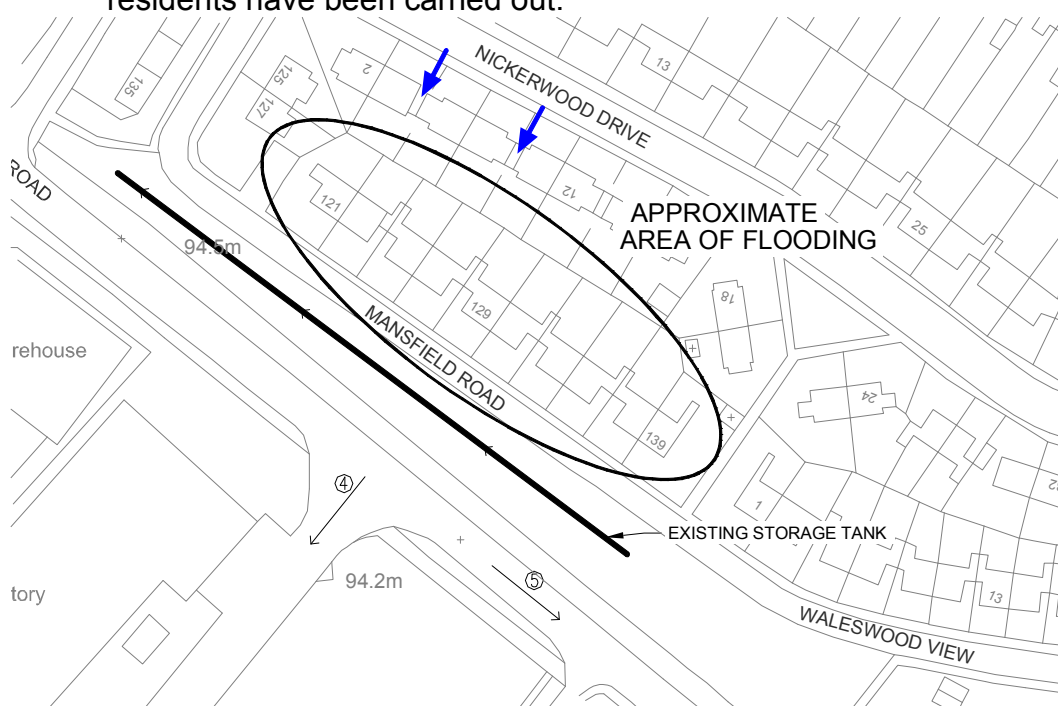 residents have been carried out.
NICKERWOOD DRIVE
13
135
125
127
2
ROAD
121
12
APPROXIMATE
AREA OF FLOODING
25
94.5m
18
129
MANSFIELD ROAD
rehouse
24
139
4
1
EXISTING STORAGE TANK
5
94.2m
tory
13
WALESWOOD VIEW